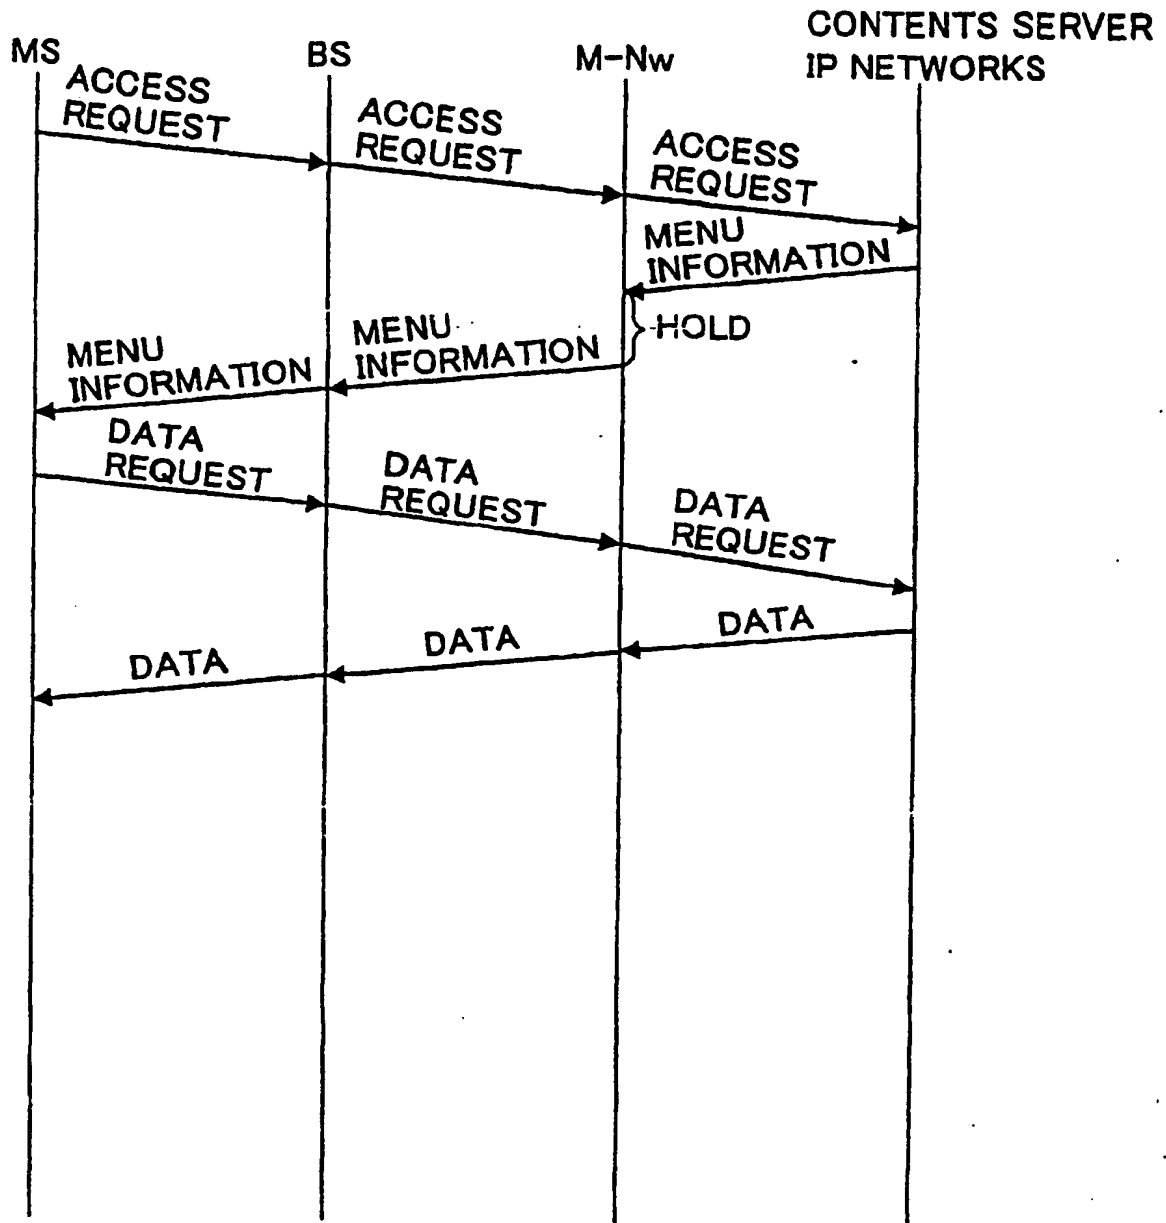 MS
BS
M-Nw
CONTENTS SERVER
IP NETWORKS
ACCESS
REQUEST
ACCESS
REQUEST
ACCESS
REQUEST
MENU
INFORMATION
HOLD
MENU
INFORMATION
MENU
INFORMATION
DATA
REQUEST
DATA
REQUEST
DATA
REQUEST
DATA
DATA
DATA